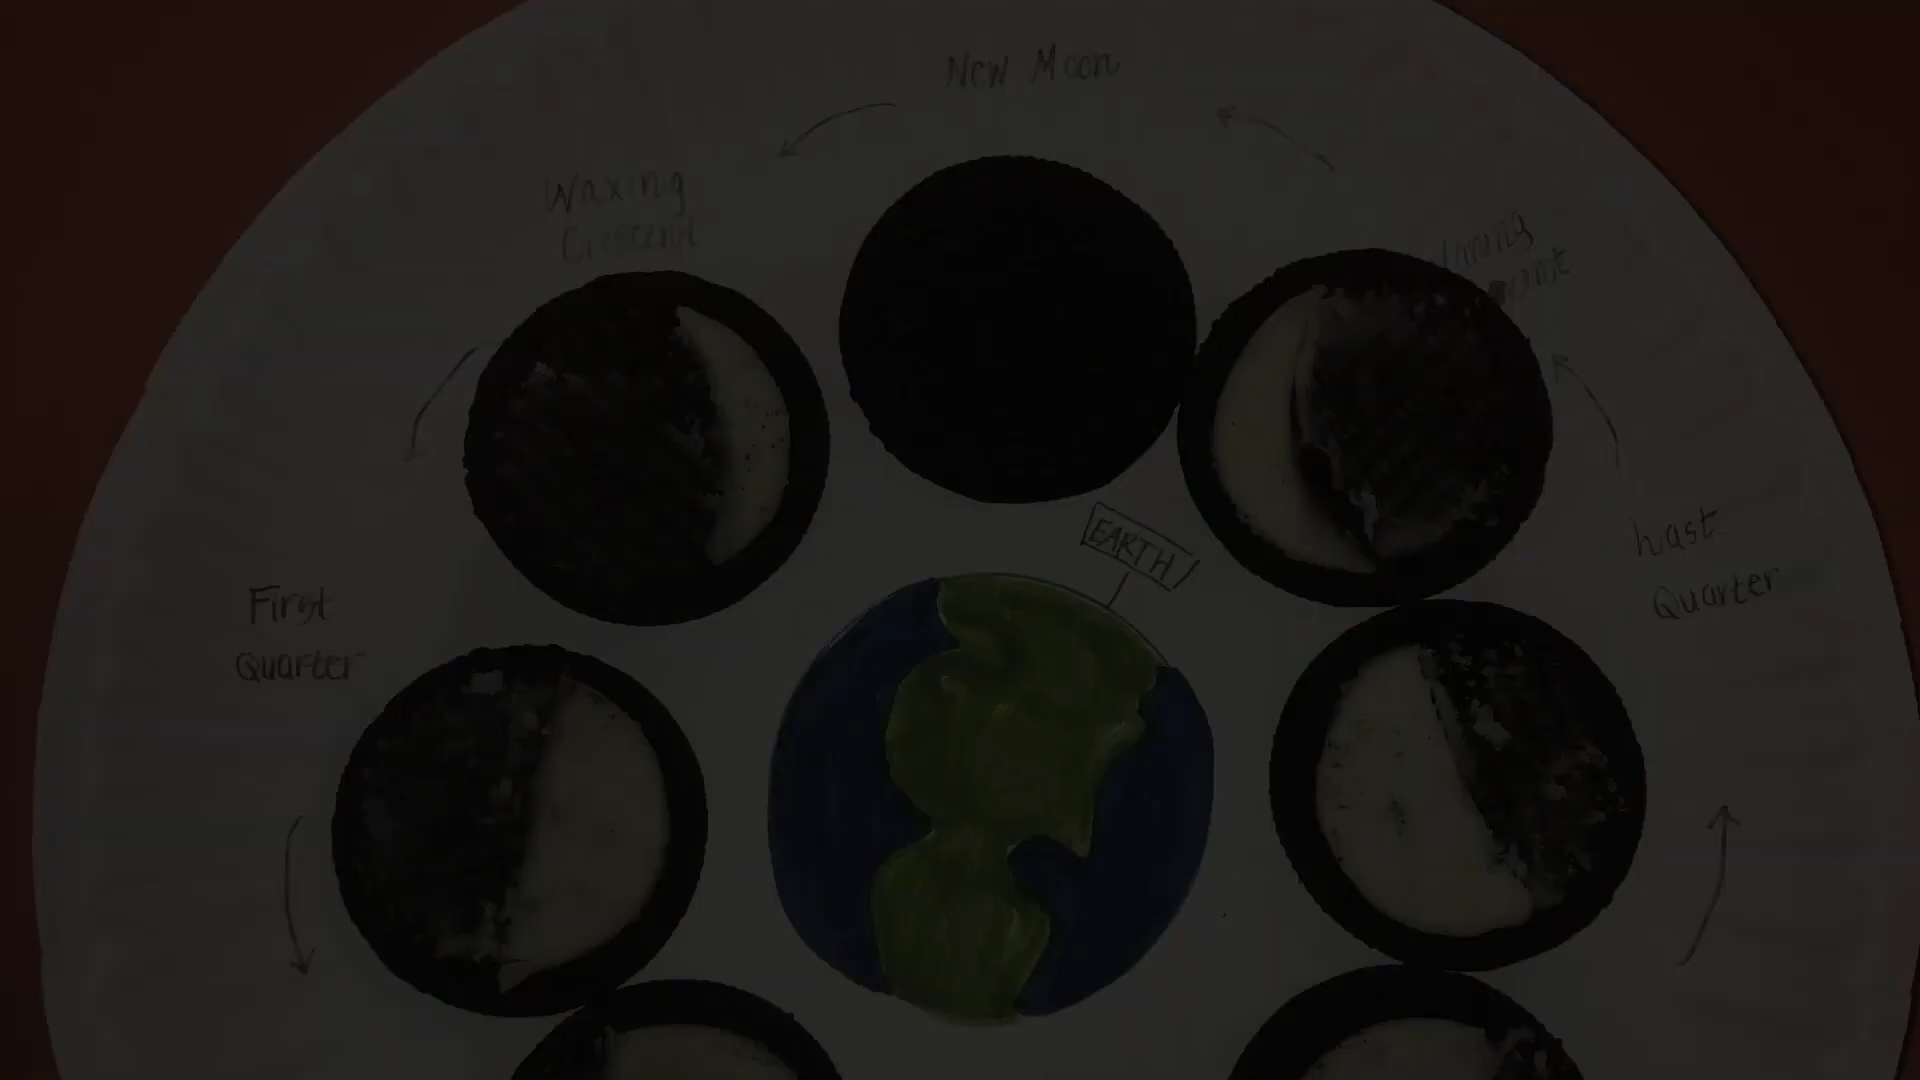 New Moon
Waxing
Crescent
EARTH
Last
Quarter
First
Quarter